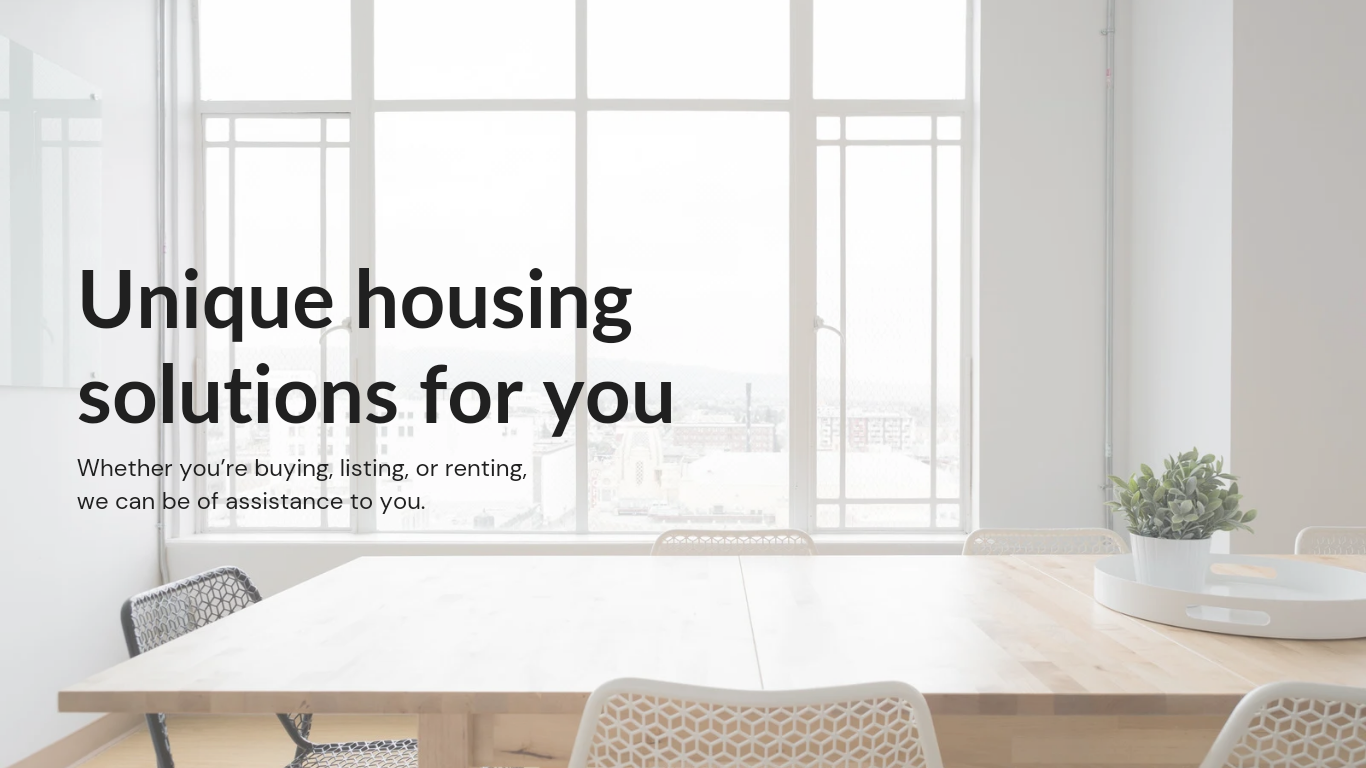 Unique housing
solutions for you
Whether you’re buying, listing, or renting,
we can be of assistance to you.